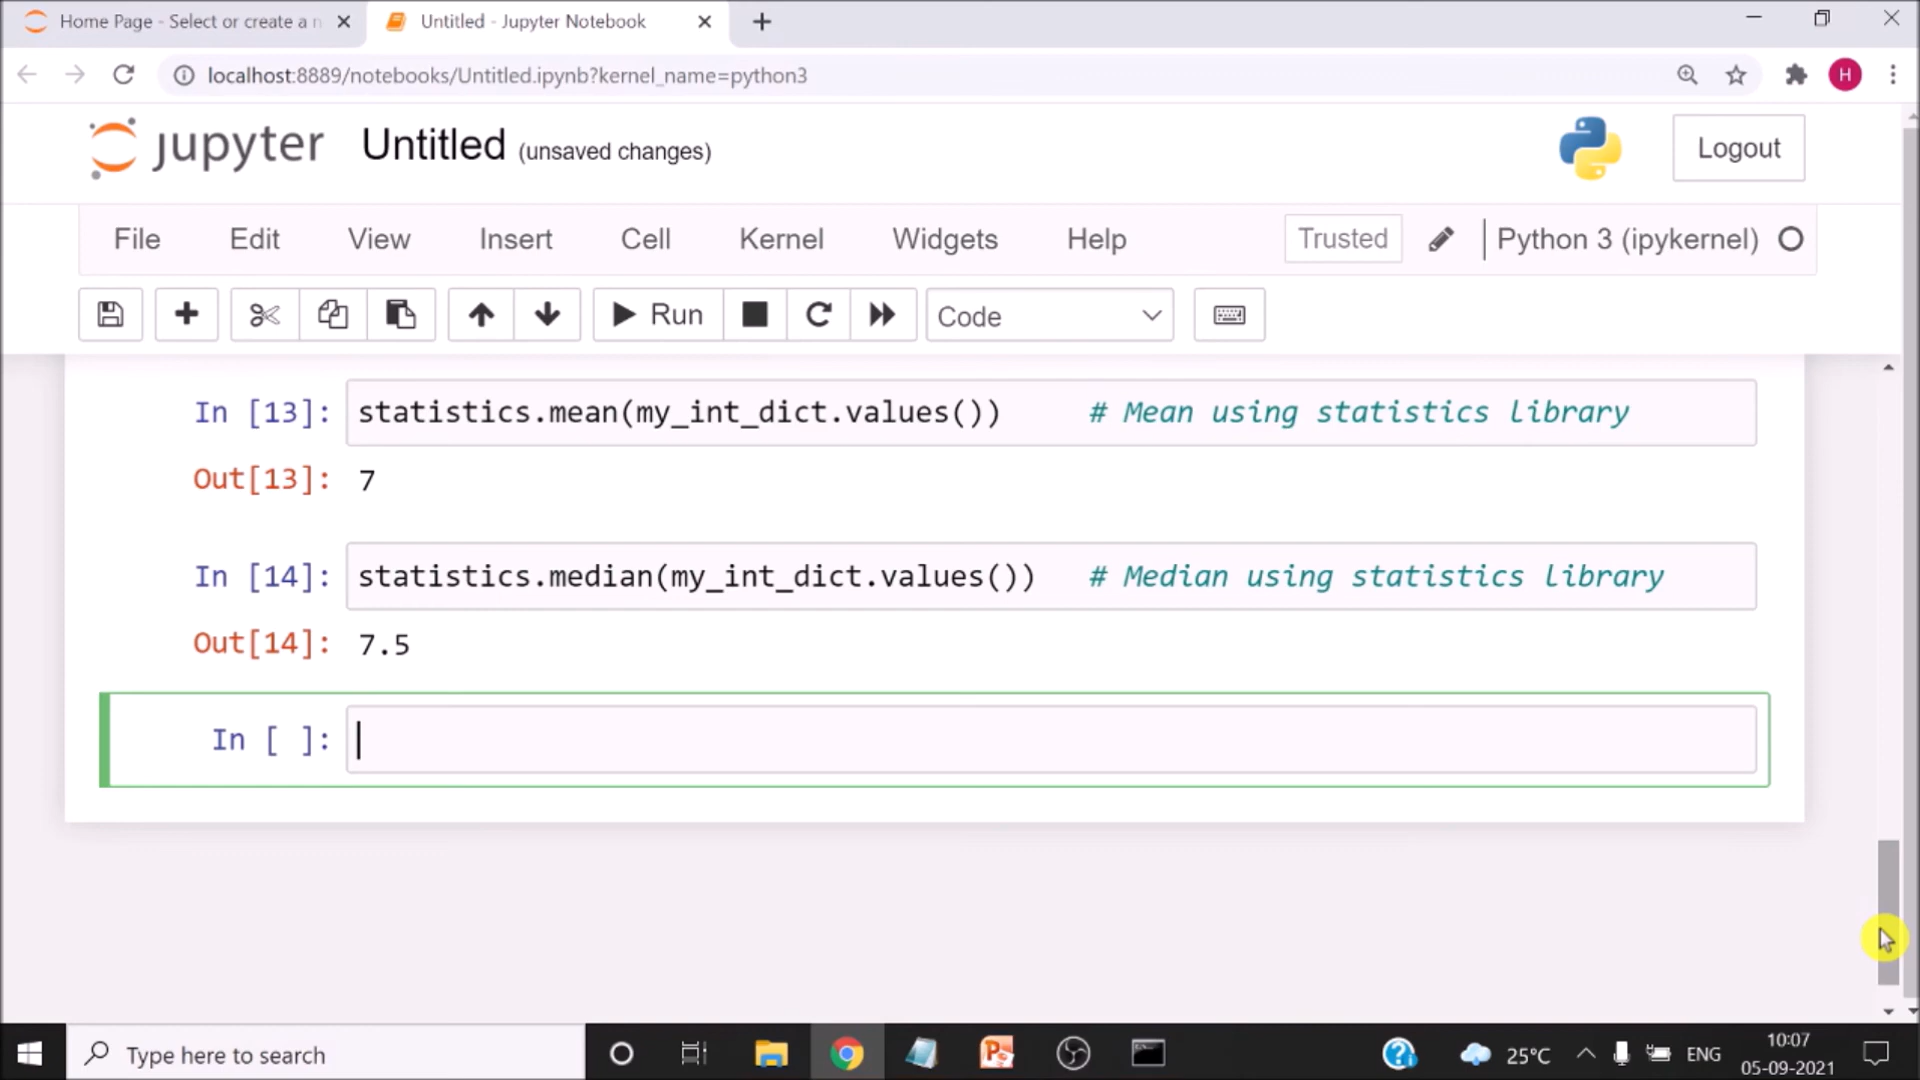 Home Page - Select or create a n
Untitled - Jupyter Notebook
localhost:8889/notebooks/Untitled.ipynb?kernel_name=python3
H
jupyter Untitled (unsaved changes)
Logout
File Edit View Insert Cell Kernel Widgets Help Trusted Python 3 (ipykernel)
Run Code
In [13]: statistics.mean(my_int_dict.values()) # Mean using statistics library
Out[13]: 7
In [14]: statistics.median(my_int_dict.values()) # Median using statistics library
Out[14]: 7.5
In [ ]:
Type here to search
25°C
ENG
10:07
05-09-2021